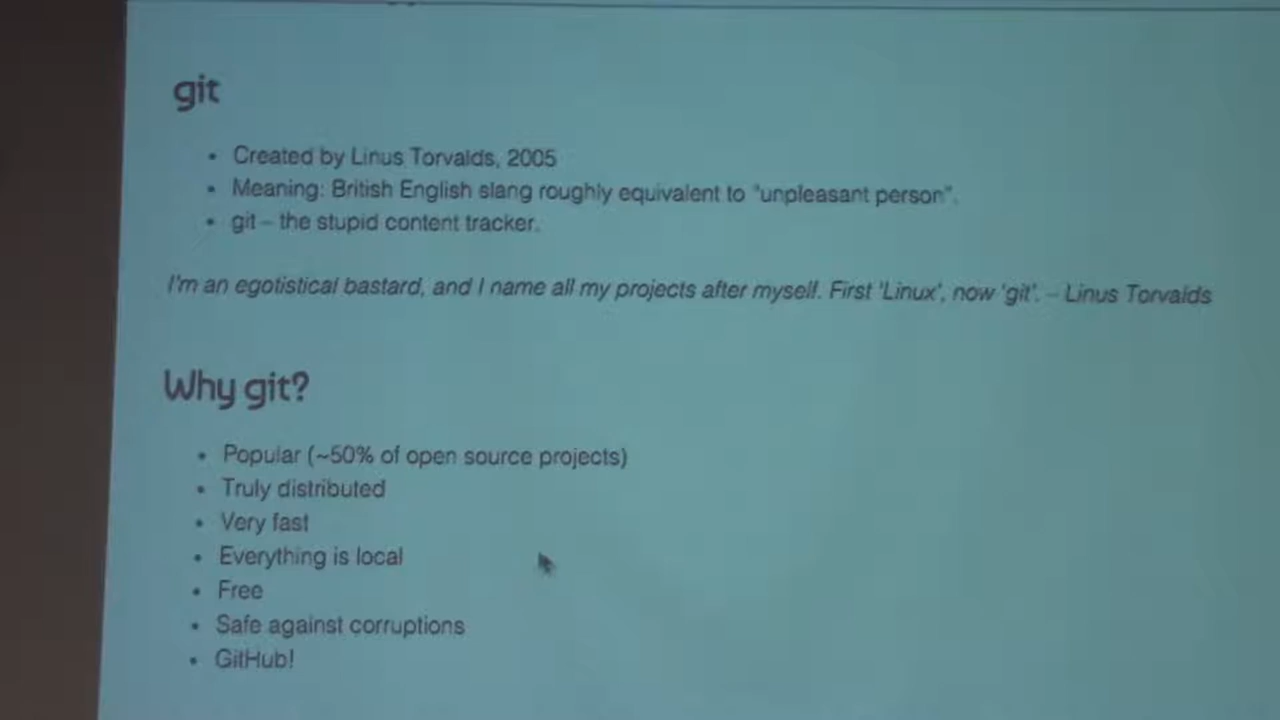 git
• Created by Linus Torvalds, 2005
• Meaning: British English slang roughly equivalent to "unpleasant person".
• git – the stupid content tracker.
I'm an egotistical bastard, and I name all my projects after myself. First 'Linux', now 'git'. – Linus Torvalds
Why git?
• Popular (~50% of open source projects)
• Truly distributed
• Very fast
• Everything is local
• Free
• Safe against corruptions
• GitHub!